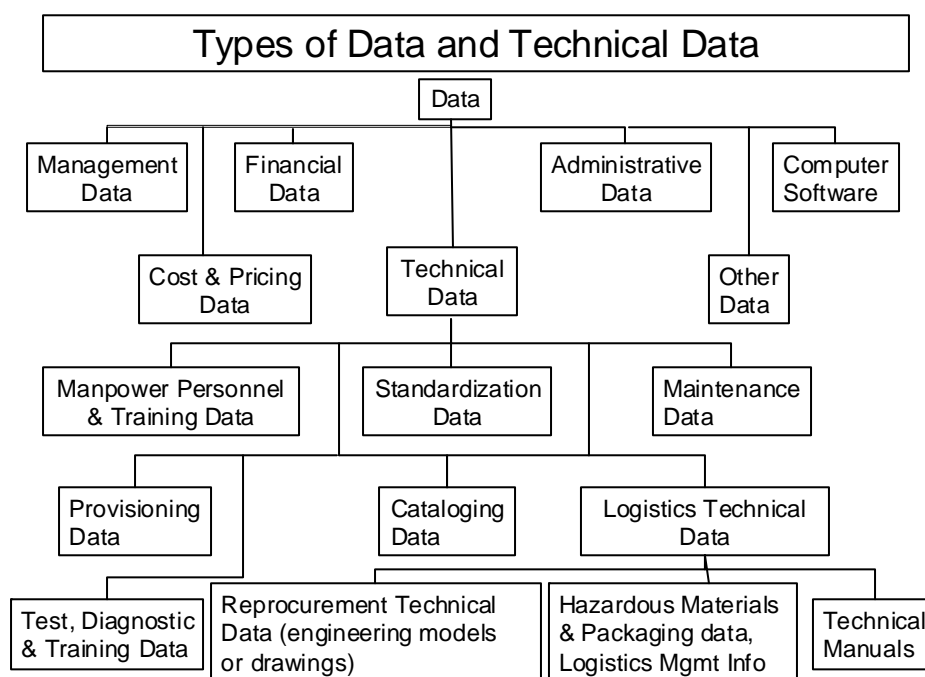 Types of Data and Technical Data
Data
Management
Data
Financial
Data
Administrative
Data
Computer
Software
Cost & Pricing
Data
Technical
Data
Other
Data
Manpower Personnel
& Training Data
Standardization
Data
Maintenance
Data
Provisioning
Data
Cataloging
Data
Logistics Technical
Data
Test, Diagnostic
& Training Data
Reprocurement Technical
Data (engineering models
or drawings)
Hazardous Materials
& Packaging data,
Logistics Mgmt Info
Technical
Manuals